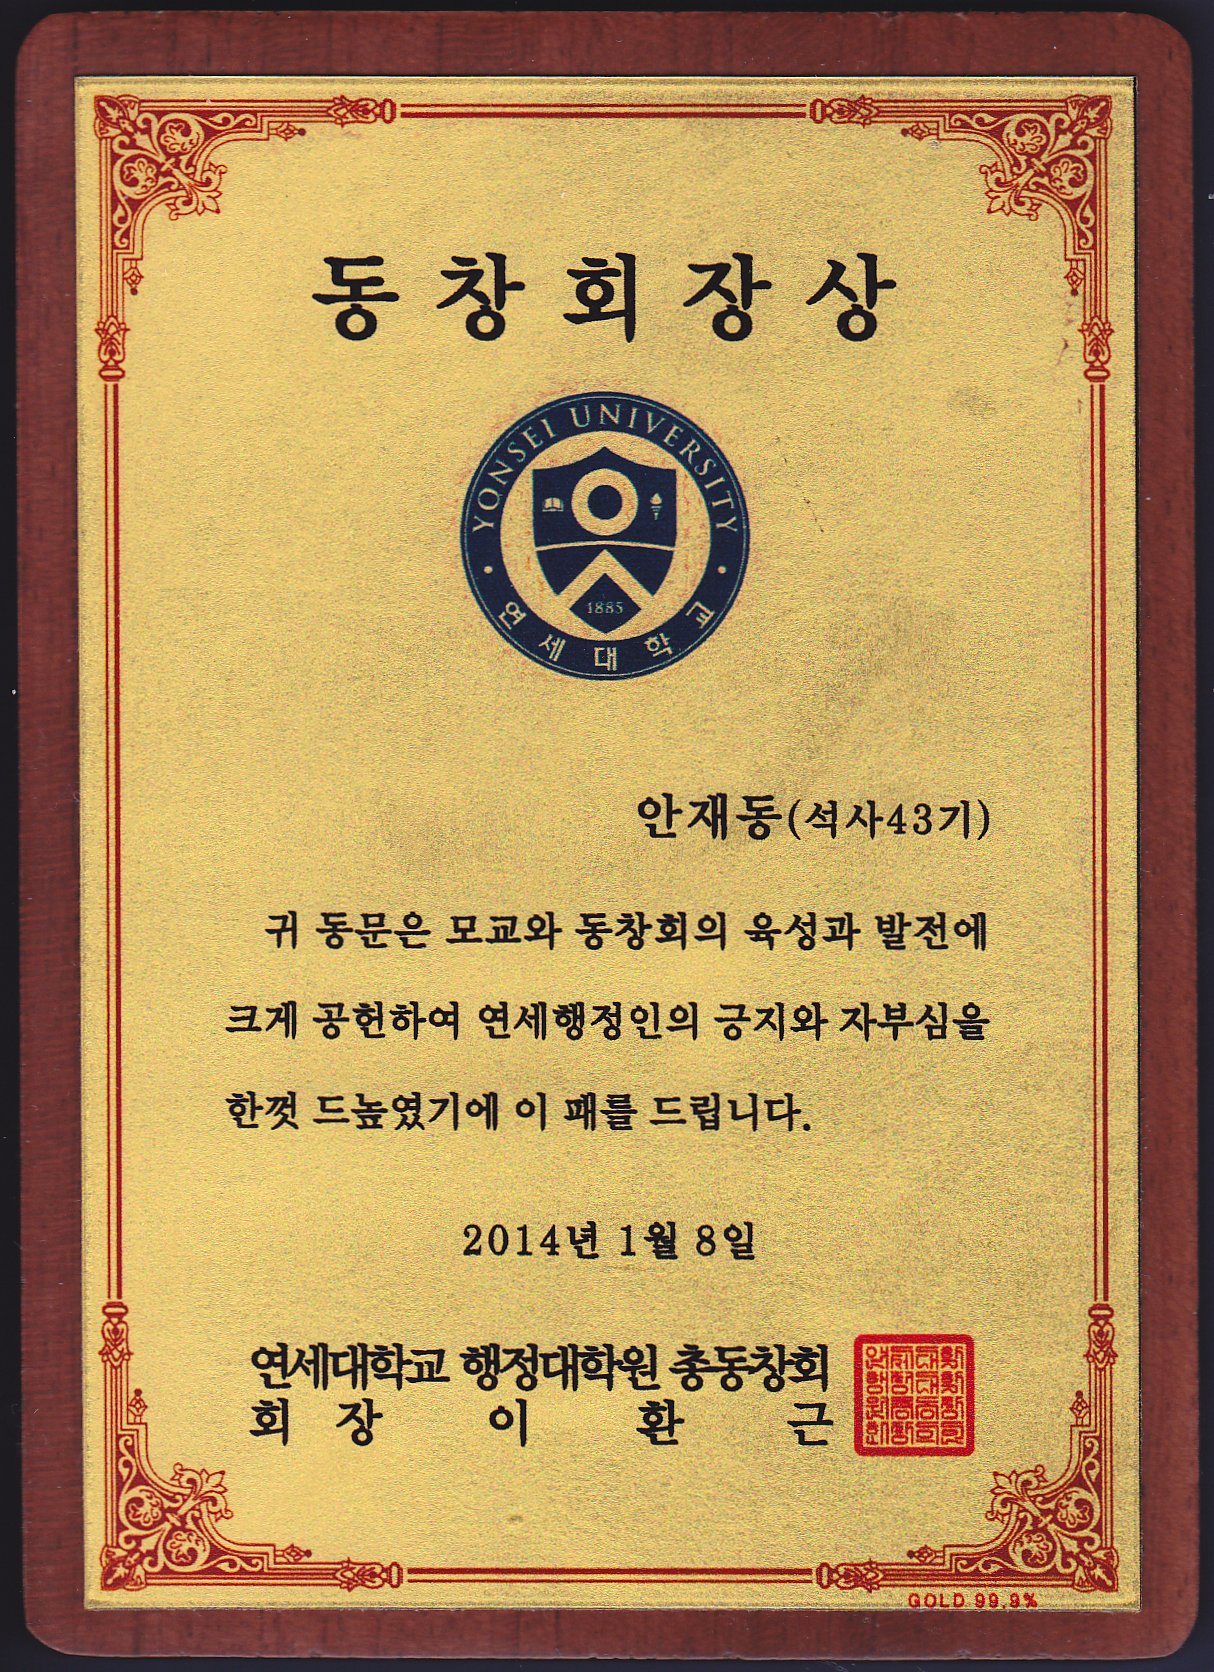 동창회장상
YONSEI UNIVERSITY
1885
연세대학교
안재동(석사43기)
귀 동문은 모교와 동창회의 육성과 발전에
크게 공헌하여 연세행정인의 긍지와 자부심을
한껏 드높였기에 이 패를 드립니다.
2014년 1월 8일
연세대학교 행정대학원 총동창회
회 장 이 환 근
GOLD 99.9%